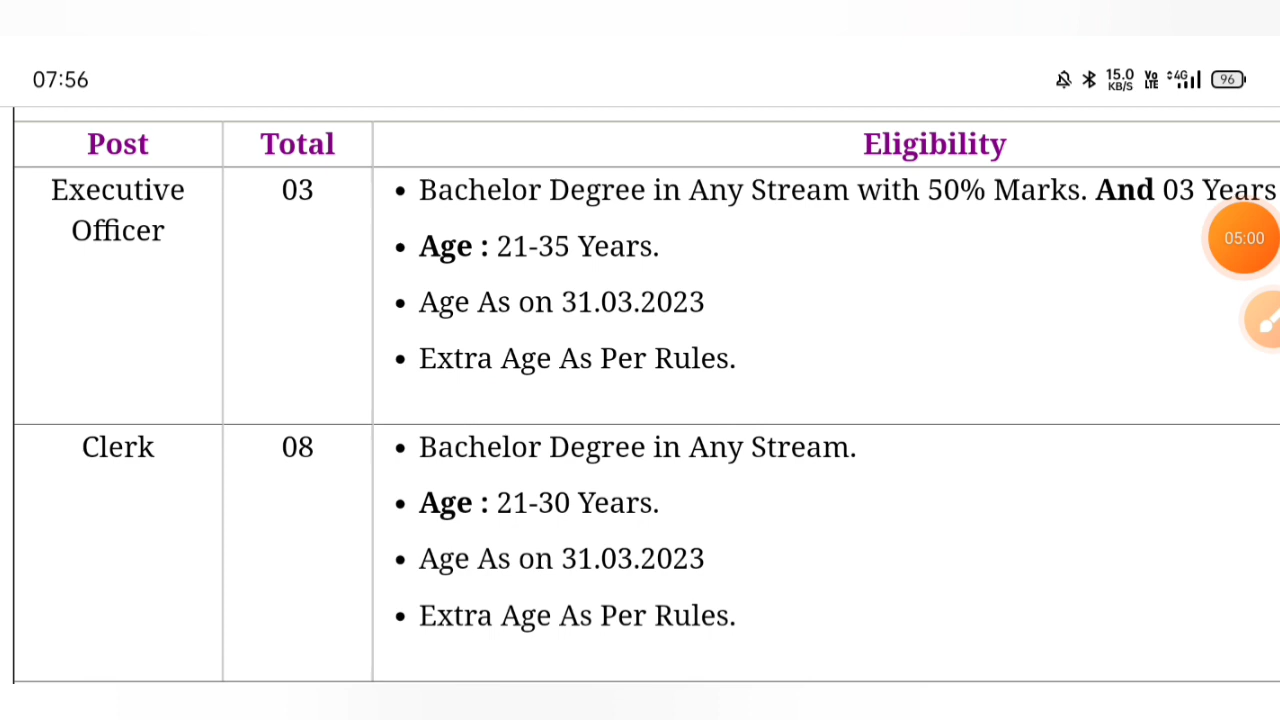 07:56
15.0
KB/S
Vo
LTE
4G
96
Post Total Eligibility
Executive Officer 03
• Bachelor Degree in Any Stream with 50% Marks. And 03 Years
05:00
• Age : 21-35 Years.
• Age As on 31.03.2023
• Extra Age As Per Rules.
Clerk 08
• Bachelor Degree in Any Stream.
• Age : 21-30 Years.
• Age As on 31.03.2023
• Extra Age As Per Rules.